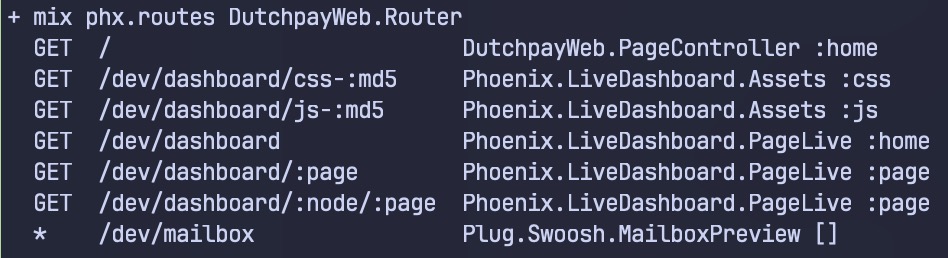 + mix phx.routes DutchpayWeb.Router
GET / DutchpayWeb.PageController :home
GET /dev/dashboard/css-:md5 Phoenix.LiveDashboard.Assets :css
GET /dev/dashboard/js-:md5 Phoenix.LiveDashboard.Assets :js
GET /dev/dashboard Phoenix.LiveDashboard.PageLive :home
GET /dev/dashboard/:page Phoenix.LiveDashboard.PageLive :page
GET /dev/dashboard/:node/:page Phoenix.LiveDashboard.PageLive :page
* /dev/mailbox Plug.Swoosh.MailboxPreview []